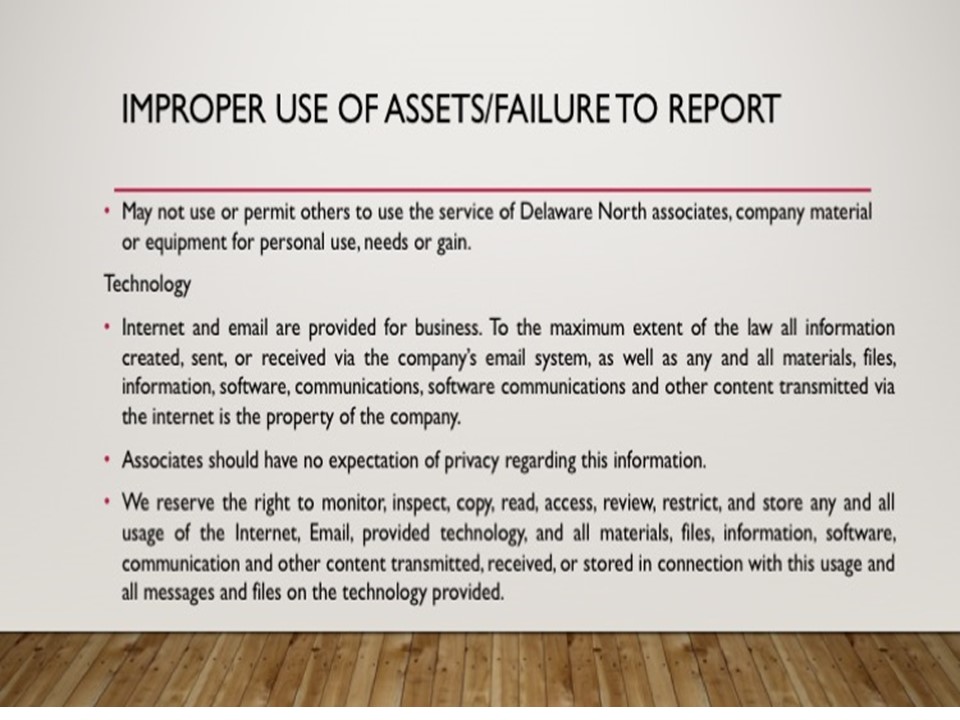 IMPROPER USE OF ASSETS/FAILURE TO REPORT
• May not use or permit others to use the service of Delaware North associates, company material
or equipment for personal use, needs or gain.
Technology
• Internet and email are provided for business. To the maximum extent of the law all information
created, sent, or received via the company's email system, as well as any and all materials, files,
information, software, communications, software communications and other content transmitted via
the internet is the property of the company.
• Associates should have no expectation of privacy regarding this information.
• We reserve the right to monitor, inspect, copy, read, access, review, restrict, and store any and all
usage of the Internet, Email, provided technology, and all materials, files, information, software,
communication and other content transmitted, received, or stored in connection with this usage and
all messages and files on the technology provided.